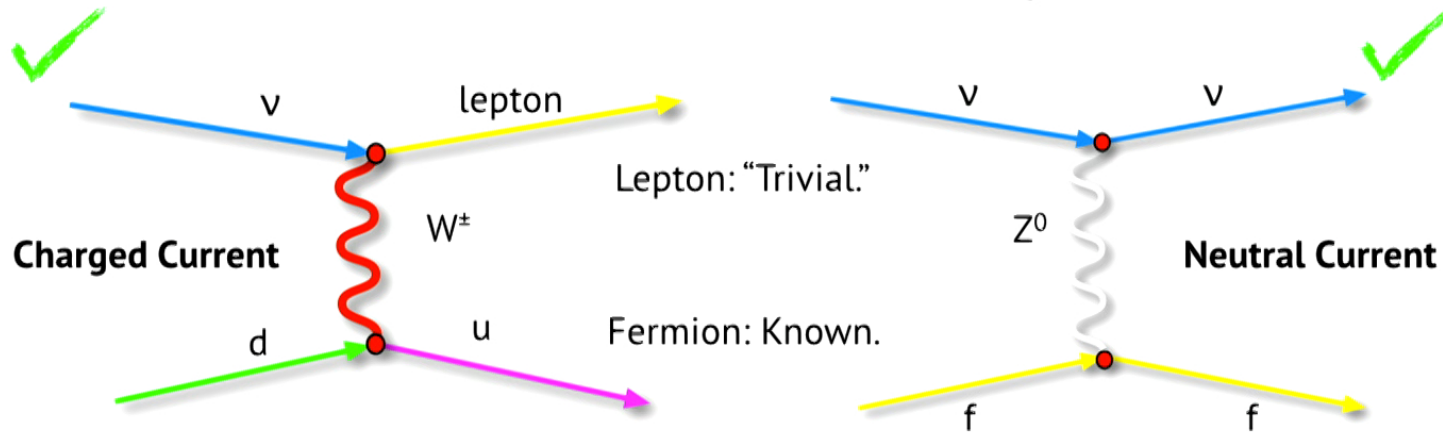 ν
lepton
ν
ν
Lepton: “Trivial.”
W±
Z⁰
Charged Current
Neutral Current
d
u
Fermion: Known.
f
f